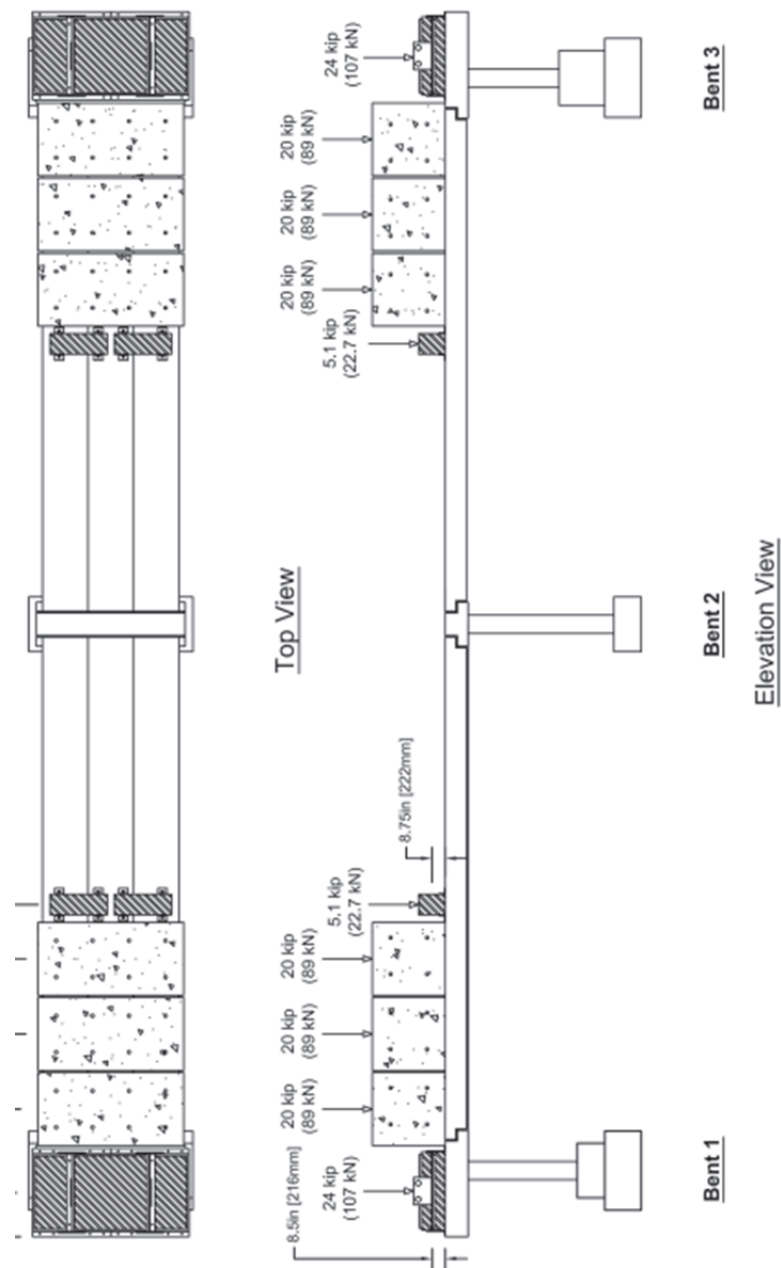 Top View
8.5in [216mm]
24 kip
(107 kN)
20 kip
(89 kN)
20 kip
(89 kN)
20 kip
(89 kN)
5.1 kip
(22.7 kN)
8.75in [222mm]
5.1 kip
(22.7 kN)
20 kip
(89 kN)
20 kip
(89 kN)
20 kip
(89 kN)
24 kip
(107 kN)
Bent 1
Bent 2
Bent 3
Elevation View